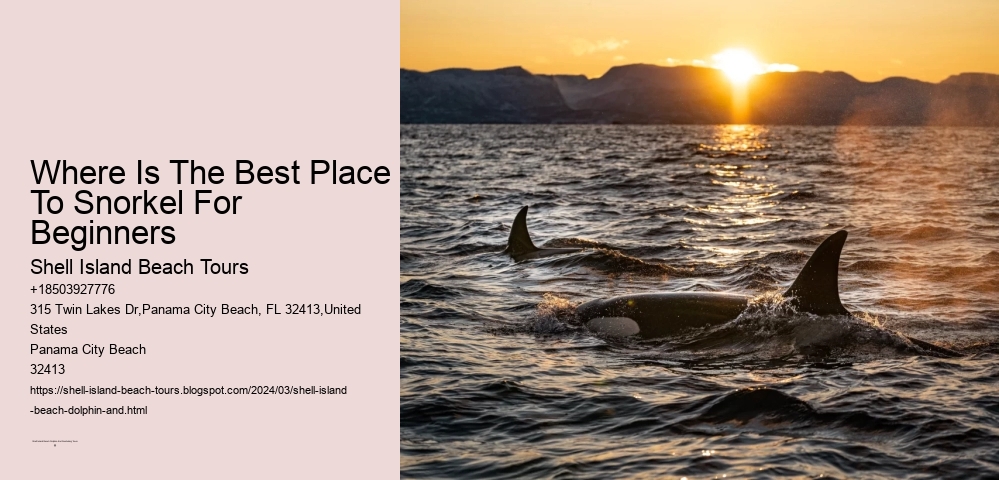 Where Is The Best Place
To Snorkel For
Beginners
Shell Island Beach Tours
+18503927776
315 Twin Lakes Dr,Panama City Beach, FL 32413,United
States
Panama City Beach
32413
https://shell-island-beach-tours.blogspot.com/2024/03/shell-island
-beach-dolphin-and.html